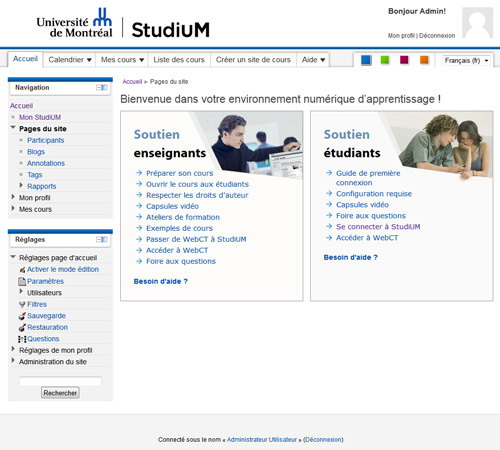 Université
de Montréal
StudiUM
Bonjour Admin!
Mon profil | Déconnexion
Accueil
Calendrier
Mes cours
Liste des cours
Créer un site de cours
Aide
Français (fr)
Navigation
Accueil
Mon StudiUM
Pages du site
Participants
Blogs
Annotations
Tags
Rapports
Mon profil
Mes cours
Réglages
Réglages page d'accueil
Activer le mode édition
Paramètres
Utilisateurs
Filtres
Sauvegarde
Restauration
Questions
Réglages de mon profil
Administration du site
Rechercher
Accueil ► Pages du site
Bienvenue dans votre environnement numérique d'apprentissage !
Soutien
enseignants
Préparer son cours
Ouvrir le cours aux étudiants
Respecter les droits d'auteur
Capsules vidéo
Ateliers de formation
Exemples de cours
Passer de WebCT à StudiUM
Accéder à WebCT
Foire aux questions
Besoin d'aide ?
Soutien
étudiants
Guide de première
connexion
Configuration requise
Capsules vidéo
Foire aux questions
Se connecter à StudiUM
Accéder à WebCT
Besoin d'aide ?
Connecté sous le nom « Administrateur Utilisateur » (Déconnexion)